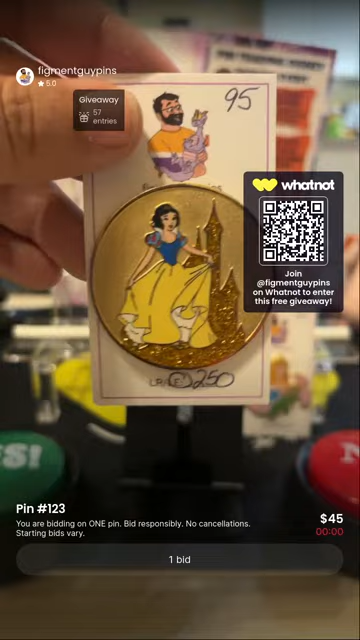 figmentguypins
5.0
Giveaway
57
entries
95
whatnot
Join
@figmentguypins
on Whatnot to enter
this free giveaway!
250
S!
N
Pin #123
You are bidding on ONE pin. Bid responsibly. No cancellations.
Starting bids vary.
$45
00:00
1 bid